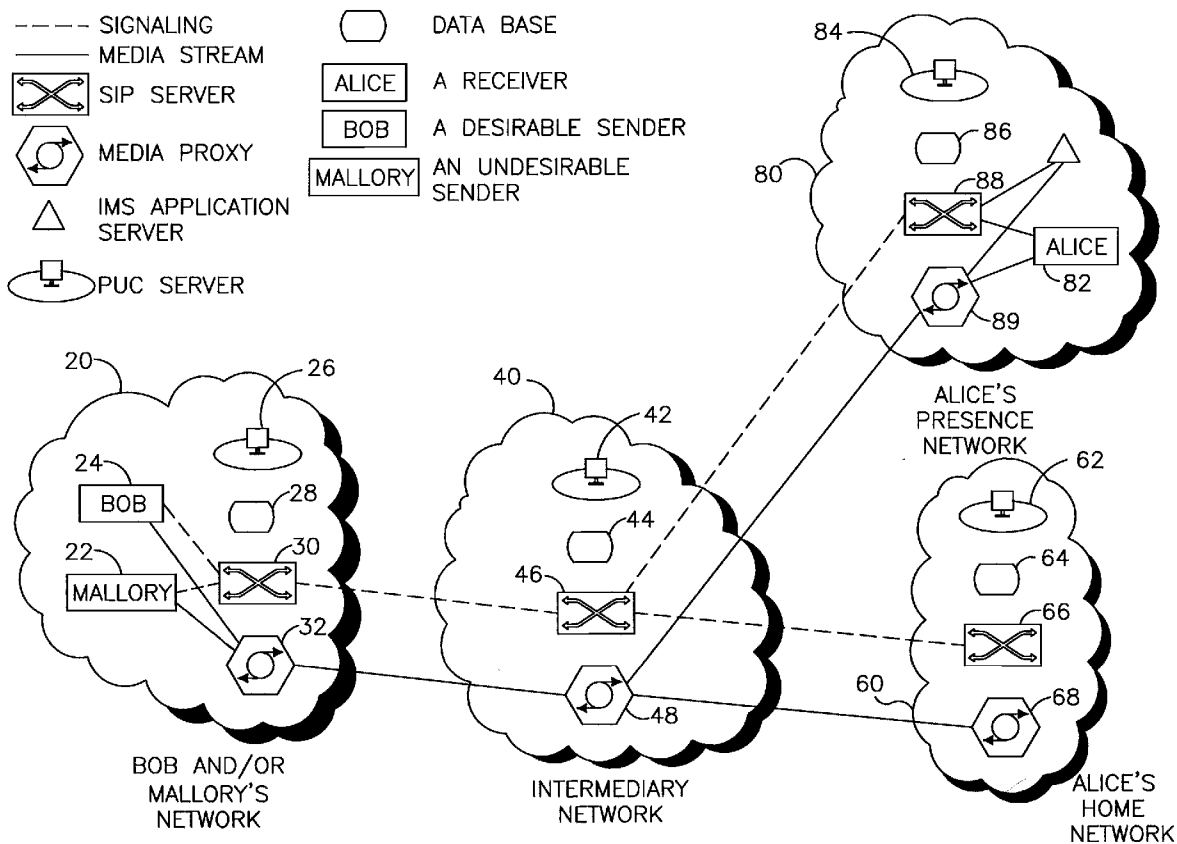 SIGNALING
MEDIA STREAM
SIP SERVER
MEDIA PROXY
IMS APPLICATION
SERVER
PUC SERVER
DATA BASE
ALICE
A RECEIVER
BOB
A DESIRABLE SENDER
MALLORY
AN UNDESIRABLE
SENDER
84
86
80
88
ALICE
82
89
ALICE'S
PRESENCE
NETWORK
20
26
24
BOB
28
22
30
MALLORY
32
BOB AND/OR
MALLORY'S
NETWORK
40
42
44
46
48
INTERMEDIARY
NETWORK
62
64
66
60
68
ALICE'S
HOME
NETWORK